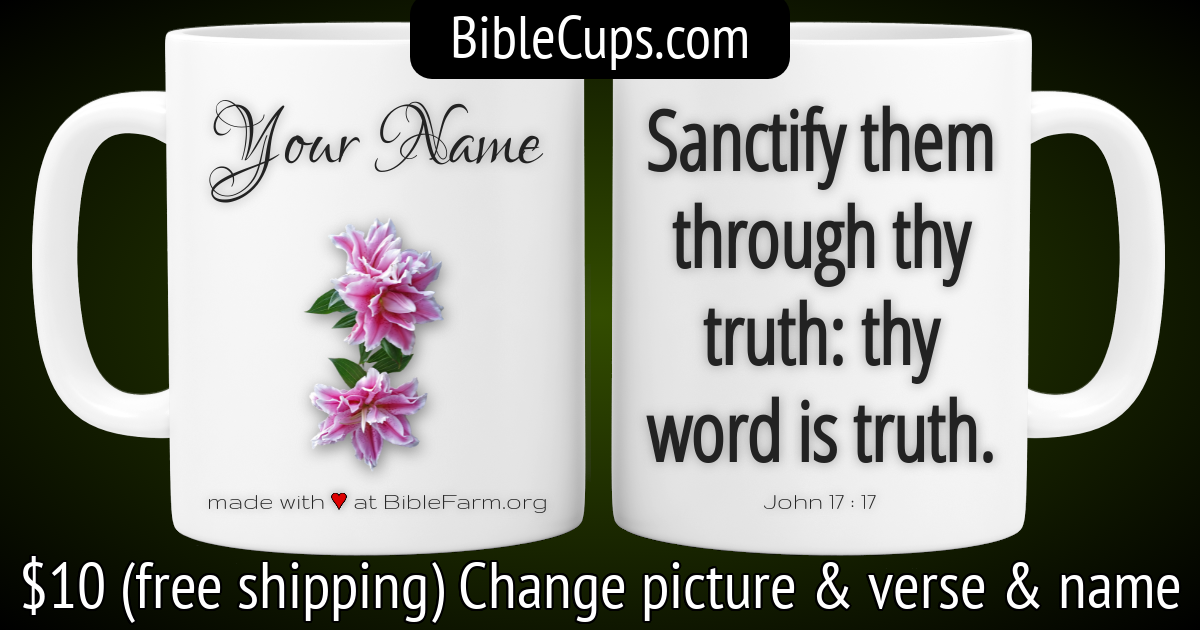 BibleCups.com
Your Name
made with ♥ at BibleFarm.org
Sanctify them
through thy
truth: thy
word is truth.
John 17 : 17
$10 (free shipping) Change picture & verse & name